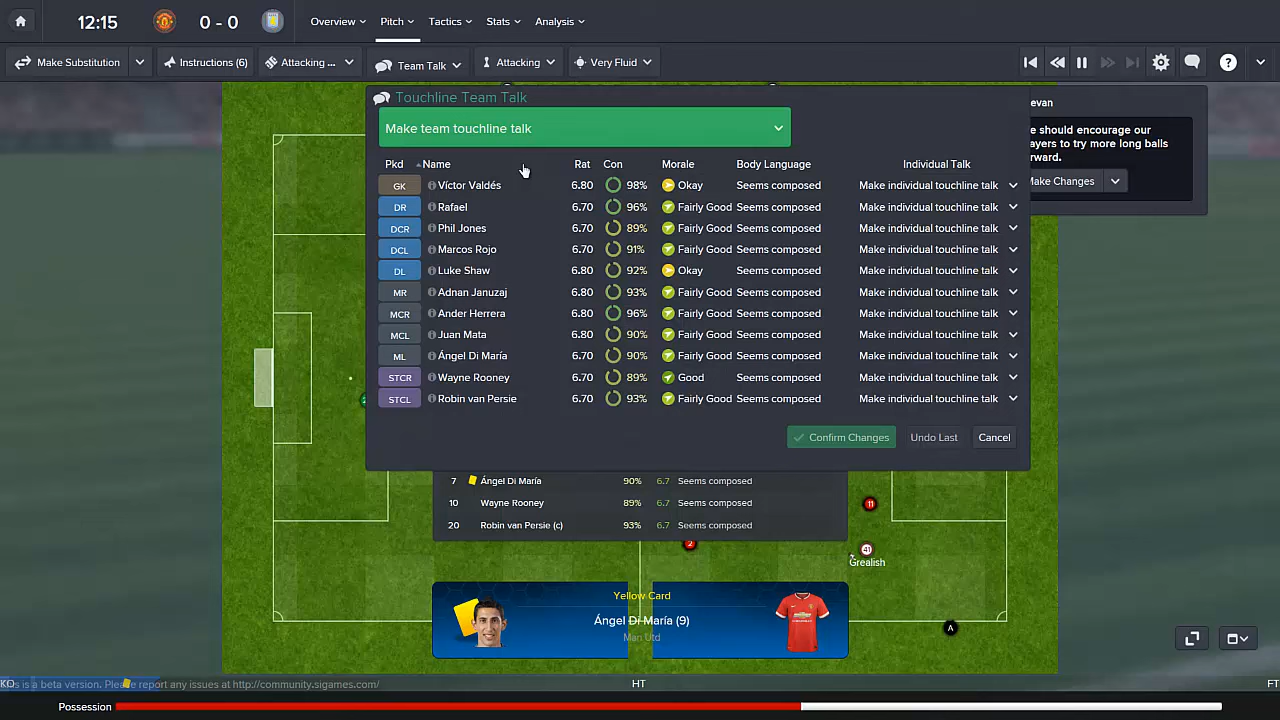 12:15 0 - 0 Overview Pitch Tactics Stats Analysis
Make Substitution Instructions (6) Attacking ... Team Talk Attacking Very Fluid
Touchline Team Talk
Make team touchline talk
evan
e should encourage our
ayers to try more long balls
rward.
Make Changes
Pkd Name Rat Con Morale Body Language Individual Talk
GK Víctor Valdés 6.80 98% Okay Seems composed Make individual touchline talk
DR Rafael 6.70 96% Fairly Good Seems composed Make individual touchline talk
DCR Phil Jones 6.70 89% Fairly Good Seems composed Make individual touchline talk
DCL Marcos Rojo 6.70 91% Fairly Good Seems composed Make individual touchline talk
DL Luke Shaw 6.80 92% Okay Seems composed Make individual touchline talk
MR Adnan Januzaj 6.80 93% Fairly Good Seems composed Make individual touchline talk
MCR Ander Herrera 6.80 96% Fairly Good Seems composed Make individual touchline talk
MCL Juan Mata 6.80 90% Fairly Good Seems composed Make individual touchline talk
ML Ángel Di María 6.70 90% Fairly Good Seems composed Make individual touchline talk
STCR Wayne Rooney 6.70 89% Good Seems composed Make individual touchline talk
STCL Robin van Persie 6.70 93% Fairly Good Seems composed Make individual touchline talk
Confirm Changes Undo Last Cancel
7 Ángel Di María 90% 6.7 Seems composed
10 Wayne Rooney 89% 6.7 Seems composed
20 Robin van Persie (c) 93% 6.7 Seems composed
11
2
41
Grealish
Yellow Card
Ángel Di María (9)
Man Utd
A
KO is is a beta version. Please report any issues at http://community.sigames.com/ HT FT
Possession